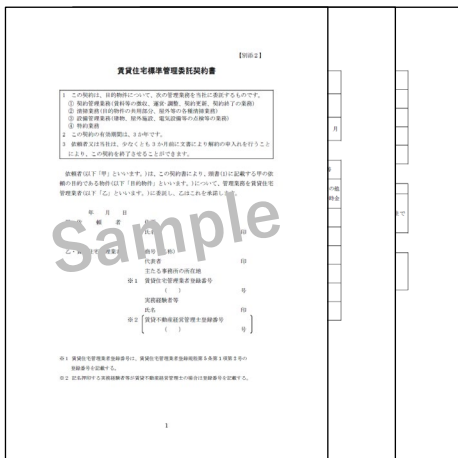 【別添２】
賃貸住宅標準管理委託契約書
１ この契約は、目的物件について、次の管理業務を当社に委託するものです。
① 契約管理業務（賃料等の徴収、運営・調整、契約更新、契約終了の業務）
② 清掃業務（目的物件の共用部分、屋外等の各種清掃業務）
③ 設備管理業務（建物、屋外施設、電気設備等の点検等の業務）
④ 特約業務
２ この契約の有効期間は、３か年です。
３ 依頼者又は当社は、少なくとも３か月前に文書により解約の申入れを行うこと
により、この契約を終了させることができます。
依頼者（以下「甲」といいます。）は、この契約書により、頭書（１）に記載する甲の依
頼の目的である物件（以下「目的物件」といいます。）について、管理業務を賃貸住宅
管理業者（以下「乙」といいます。）に委託し、乙はこれを承諾します。
年 月 日
頼 者
氏名 印
乙・ 商号（ 称）
代表者 印
主たる事務所の所在地
※１ 賃貸住宅管理業者登録番号
（ ） 号
実務経験者等
氏名 印
※２ 賃貸不動産経営管理士登録番号
（ ） 号
※１ 賃貸住宅管理業者登録番号は、賃貸住宅管理業者登録規程第５条第１項第２号の
登録番号を記載する。
※２ 記名押印する実務経験者等が賃貸不動産経営管理士の場合は登録番号を記載する。
1
Sample
月
の他
まで